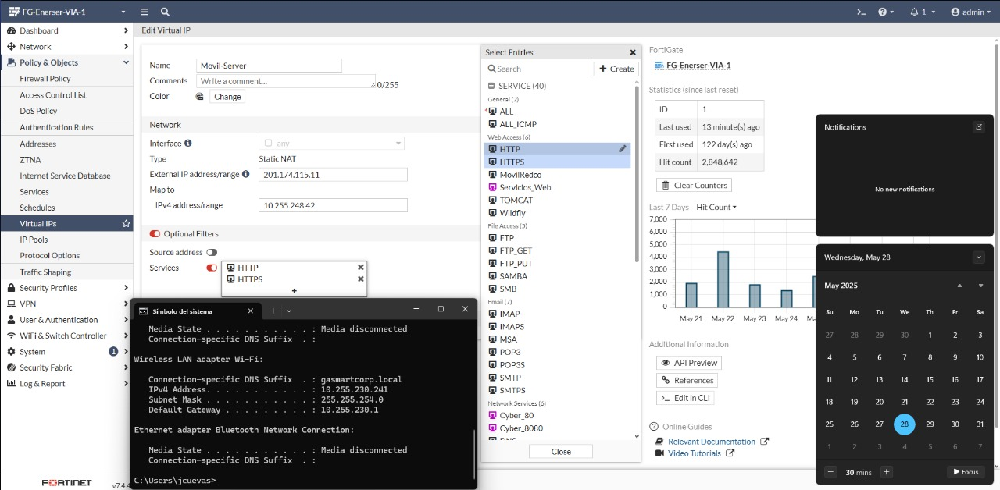 FG-Enerser-VIA-1
>_
1
admin
Dashboard
Network
Policy & Objects
Firewall Policy
Access Control List
DoS Policy
Authentication Rules
Addresses
ZTNA
Internet Service Database
Services
Schedules
Virtual IPs
IP Pools
Protocol Options
Traffic Shaping
Security Profiles
VPN
User & Authentication
WiFi & Switch Controller
System 1
Security Fabric
Log & Report
FORTINET
v7.4.4
Edit Virtual IP
Name Movil-Server
Comments Write a comment... 0/255
Color Change
Network
Interface any
Type Static NAT
External IP address/range 201.174.115.11
Map to
IPv4 address/range 10.255.248.42
Optional Filters
Source address
Services HTTP
HTTPS
+
Símbolo del sistema
Media State . . . . . . . . . . . : Media disconnected
Connection-specific DNS Suffix . :
Wireless LAN adapter Wi-Fi:
Connection-specific DNS Suffix . : gasmartcorp.local
IPv4 Address. . . . . . . . . . . : 10.255.230.241
Subnet Mask . . . . . . . . . . . : 255.255.254.0
Default Gateway . . . . . . . . . : 10.255.230.1
Ethernet adapter Bluetooth Network Connection:
Media State . . . . . . . . . . . : Media disconnected
Connection-specific DNS Suffix . :
C:\Users\jcuevas>
Select Entries
Search
+ Create
SERVICE (40)
General (2)
ALL
ALL_ICMP
Web Access (6)
HTTP
HTTPS
MovilRedco
Servicios_Web
TOMCAT
Wildfly
File Access (5)
FTP
FTP_GET
FTP_PUT
SAMBA
SMB
Email (7)
IMAP
IMAPS
MSA
POP3
POP3S
SMTP
SMTPS
Network Services (6)
Cyber_80
Cyber_8080
Close
FortiGate
FG-Enerser-VIA-1
Statistics (since last reset)
ID 1
Last used 13 minute(s) ago
First used 122 day(s) ago
Hit count 2,848,642
Clear Counters
Last 7 Days Hit Count
7,000
6,000
5,000
4,000
3,000
2,000
1,000
0
May 21 May 22 May 23 May 24 Ma
Additional Information
API Preview
References
>_ Edit in CLI
Online Guides
Relevant Documentation
Video Tutorials
Notifications
No new notifications
Wednesday, May 28
May 2025
Su Mo Tu We Th Fr Sa
27 28 29 30 1 2 3
4 5 6 7 8 9 10
11 12 13 14 15 16 17
18 19 20 21 22 23 24
25 26 27 28 29 30 31
1 2 3 4 5 6 7
30 mins
Focus